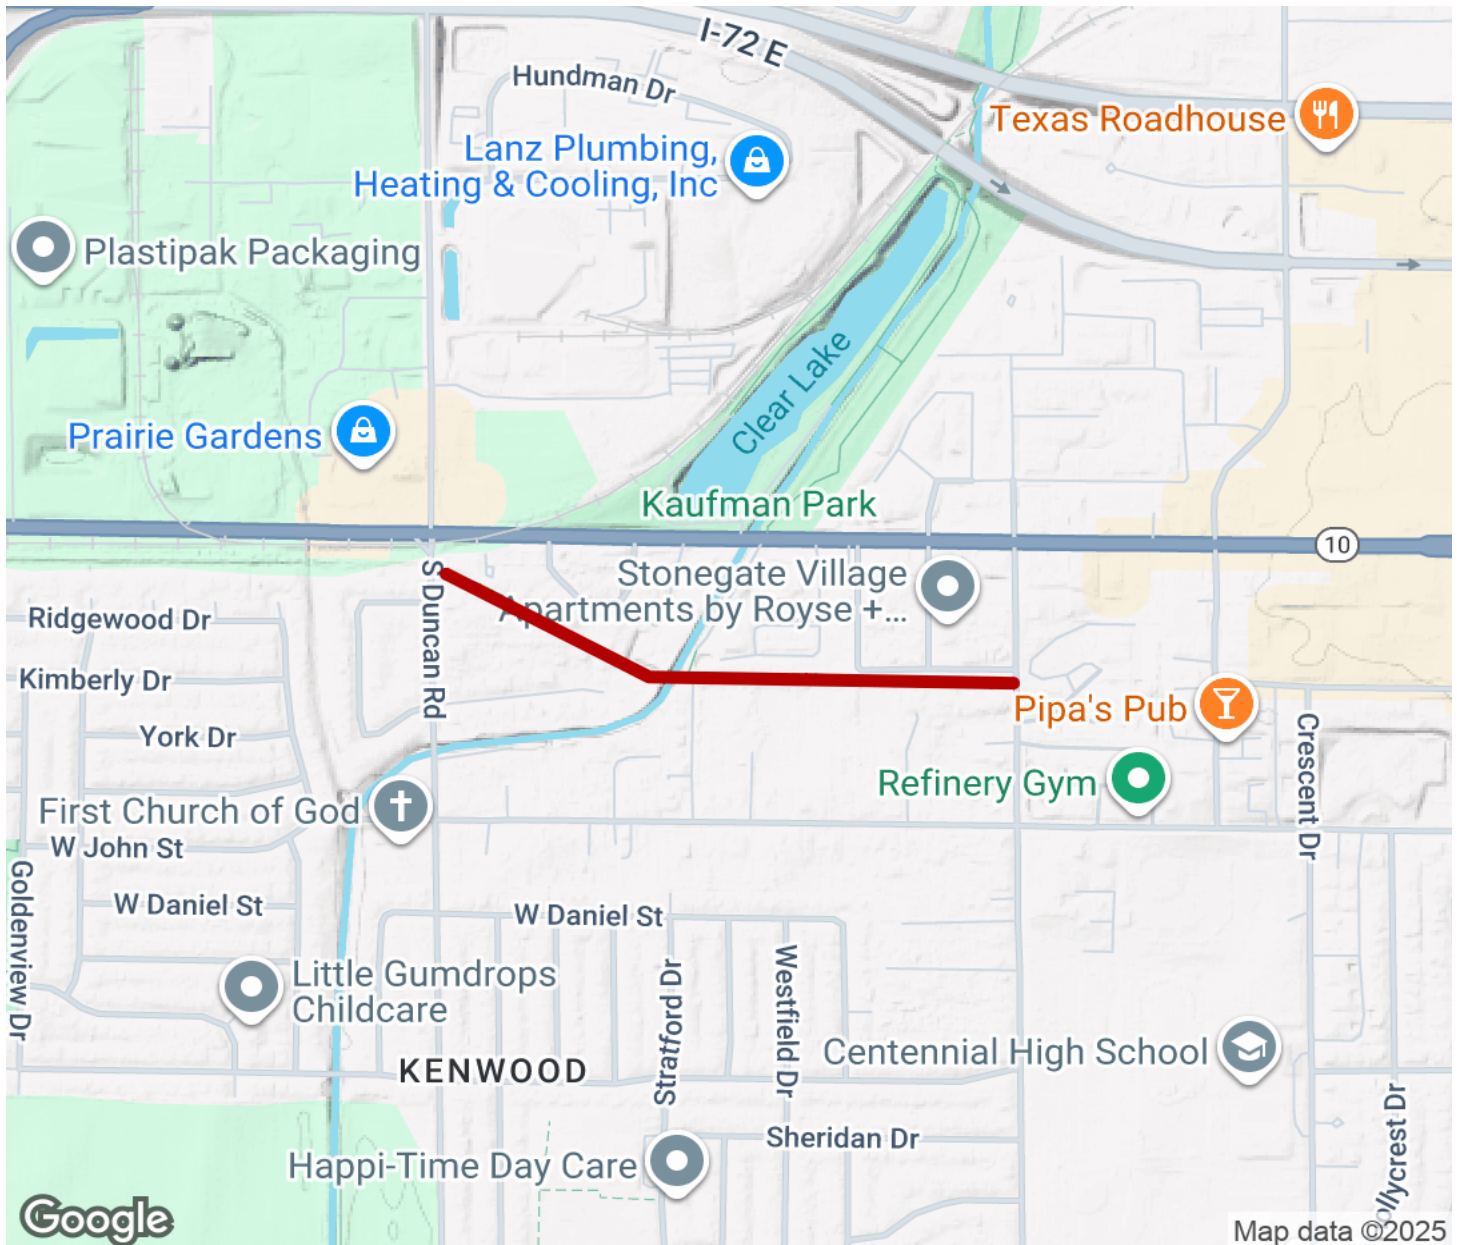 I-72 E
Hundman Dr
Texas Roadhouse
Lanz Plumbing,
Heating & Cooling, Inc
Plastipak Packaging
Clear Lake
Prairie Gardens
Kaufman Park
10
S Duncan Rd
Stonegate Village
Apartments by Royse +...
Ridgewood Dr
Kimberly Dr
Pipa's Pub
York Dr
Crescent Dr
Refinery Gym
First Church of God
W John St
Goldenview Dr
W Daniel St
W Daniel St
Little Gumdrops
Childcare
Stratford Dr
Westfield Dr
Centennial High School
KENWOOD
ollycrest Dr
Sheridan Dr
Happi-Time Day Care
Google
Map data ©2025